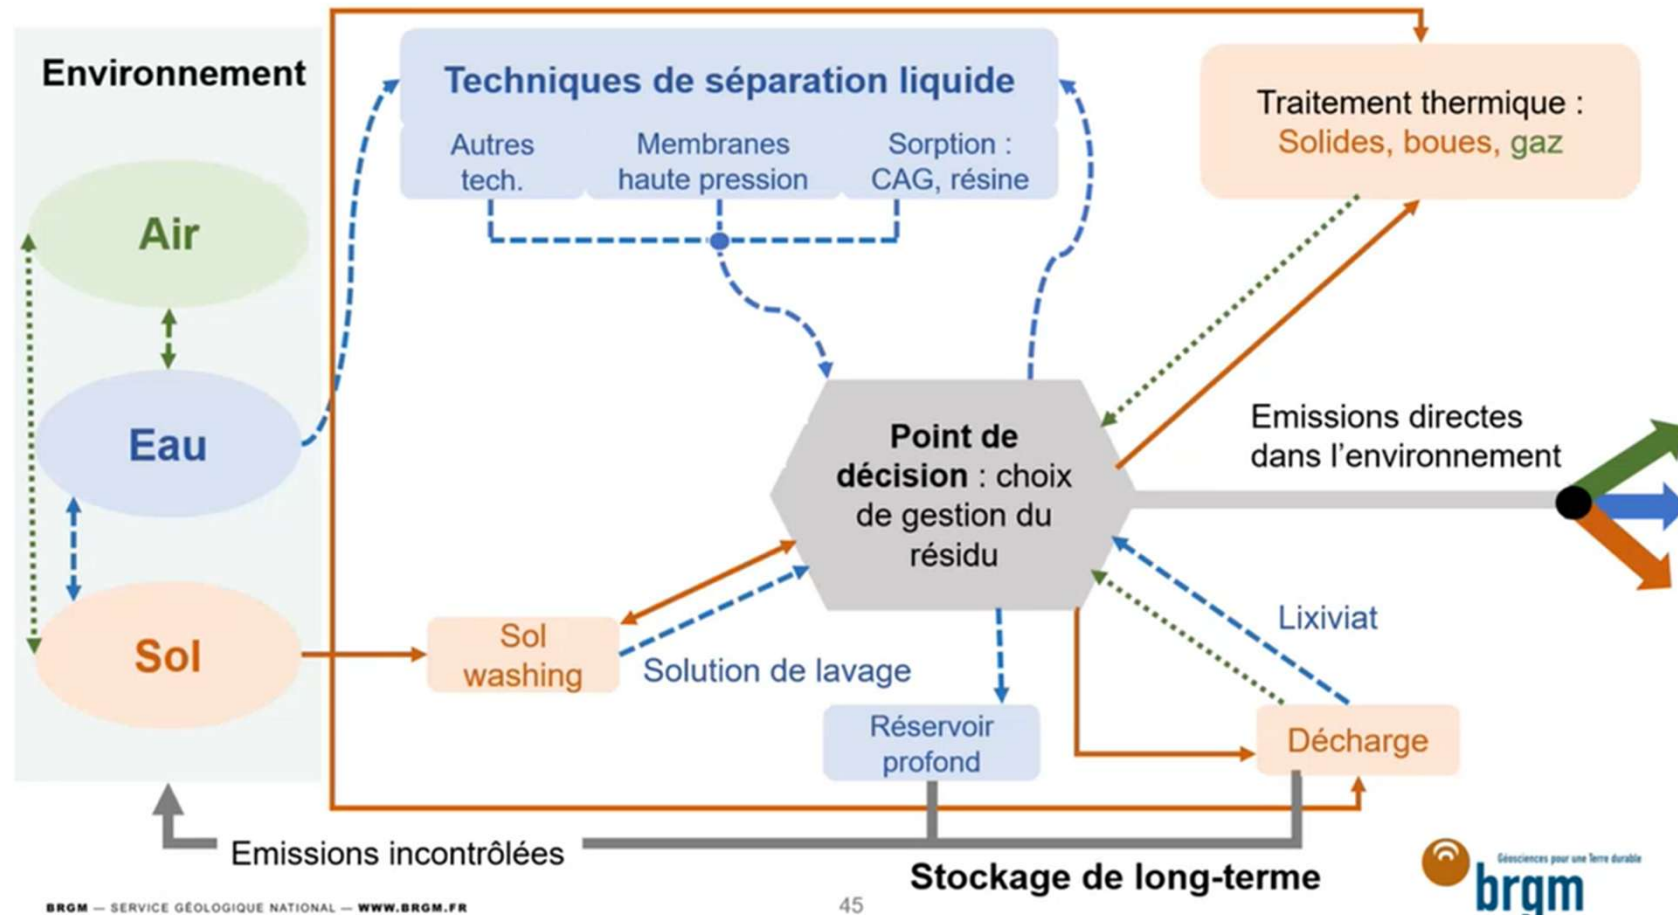 Environnement
Techniques de séparation liquide
Autres
tech.
Membranes
haute pression
Sorption :
CAG, résine
Traitement thermique :
Solides, boues, gaz
Air
Eau
Sol
Point de
décision : choix
de gestion du
résidu
Emissions directes
dans l'environnement
Sol
washing
Solution de lavage
Lixiviat
Réservoir
profond
Décharge
Emissions incontrôlées
Stockage de long-terme
Géosciences pour une Terre durable
brgm
BRGM — SERVICE GÉOLOGIQUE NATIONAL — WWW.BRGM.FR
45